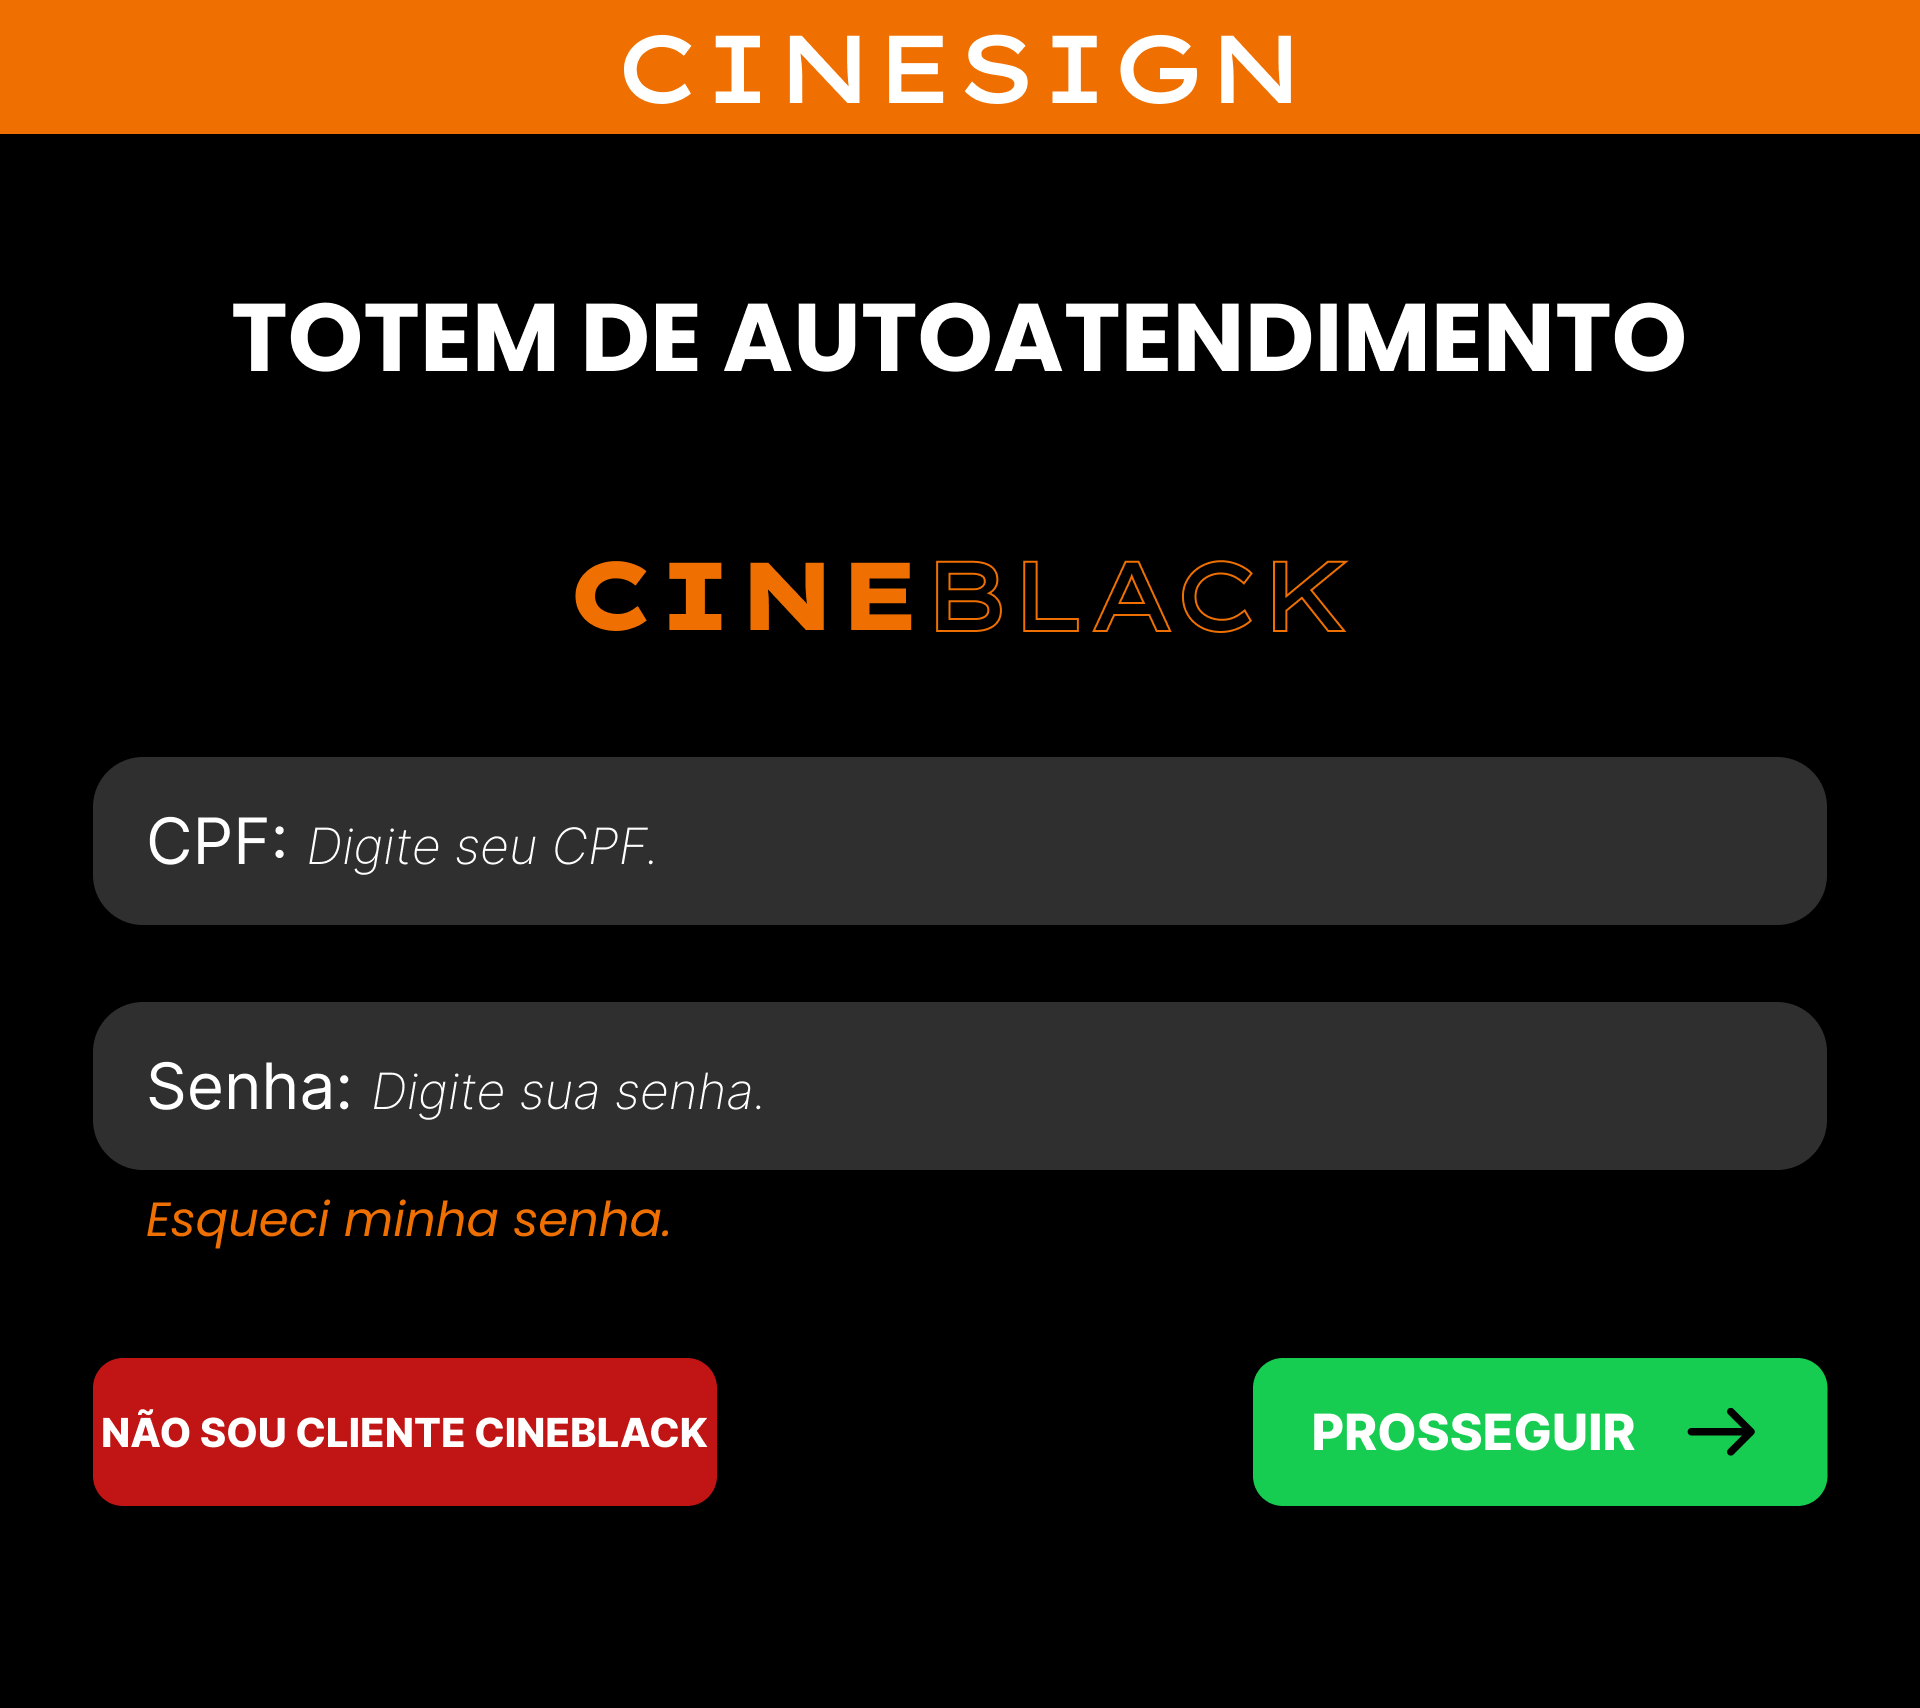 CINESIGN
TOTEM DE AUTOATENDIMENTO
CINEBLACK
CPF: Digite seu CPF.
Senha: Digite sua senha.
Esqueci minha senha.
NÃO SOU CLIENTE CINEBLACK
PROSSEGUIR